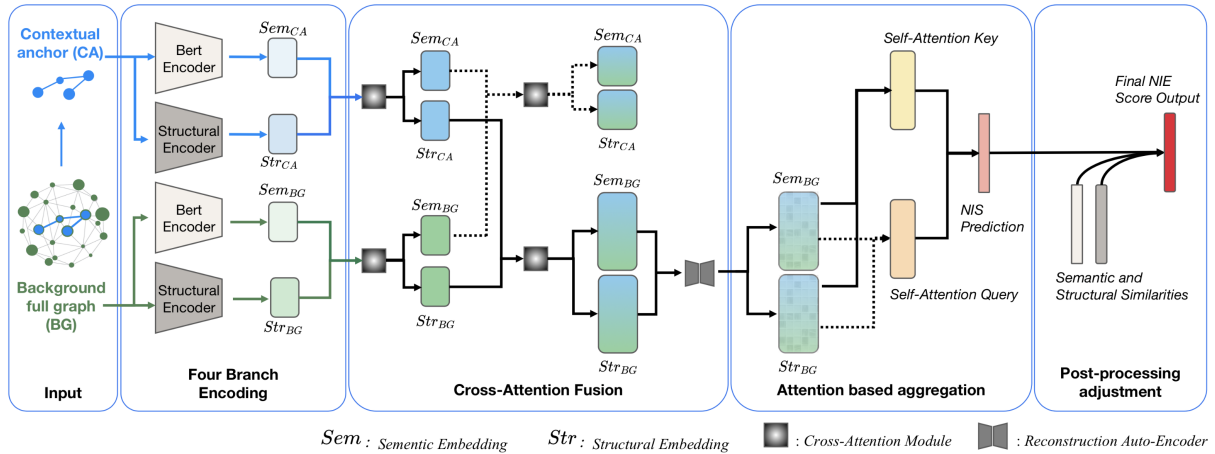 Contextual
anchor (CA)
Background
full graph
(BG)
Input
Bert
Encoder
Structural
Encoder
Bert
Encoder
Structural
Encoder
Sem_CA
Str_CA
Sem_BG
Str_BG
Four Branch
Encoding
Sem_CA
Str_CA
Sem_BG
Str_BG
Sem_CA
Str_CA
Sem_BG
Str_BG
Cross-Attention Fusion
Sem_BG
Str_BG
Self-Attention Key
Self-Attention Query
NIS
Prediction
Attention based aggregation
Final NIE
Score Output
Semantic and
Structural Similarities
Post-processing
adjustment
Sem : Sementic Embedding
Str : Structural Embedding
: Cross-Attention Module
: Reconstruction Auto-Encoder